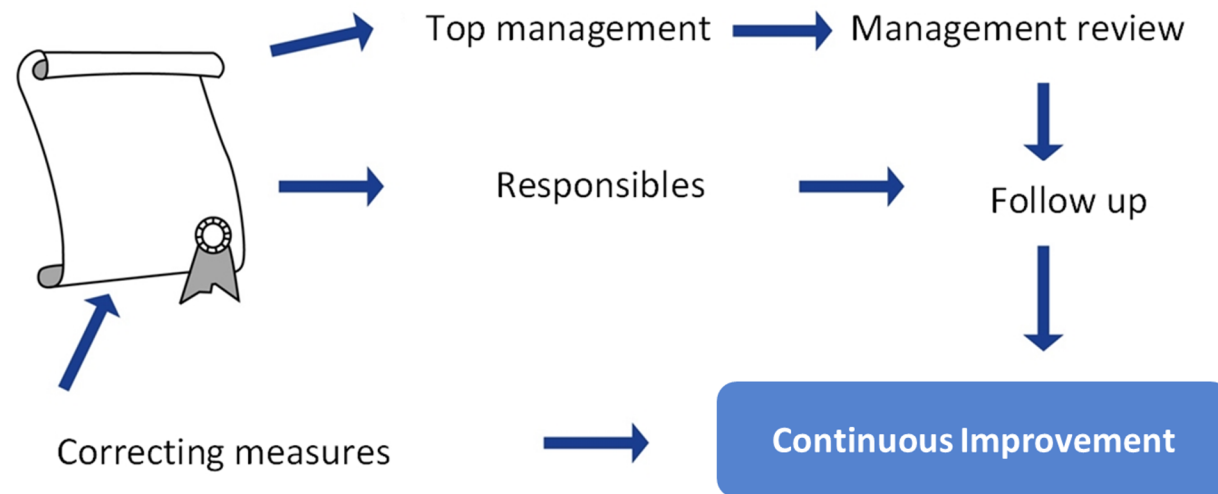 Top management
Management review
Responsibles
Follow up
Correcting measures
Continuous Improvement